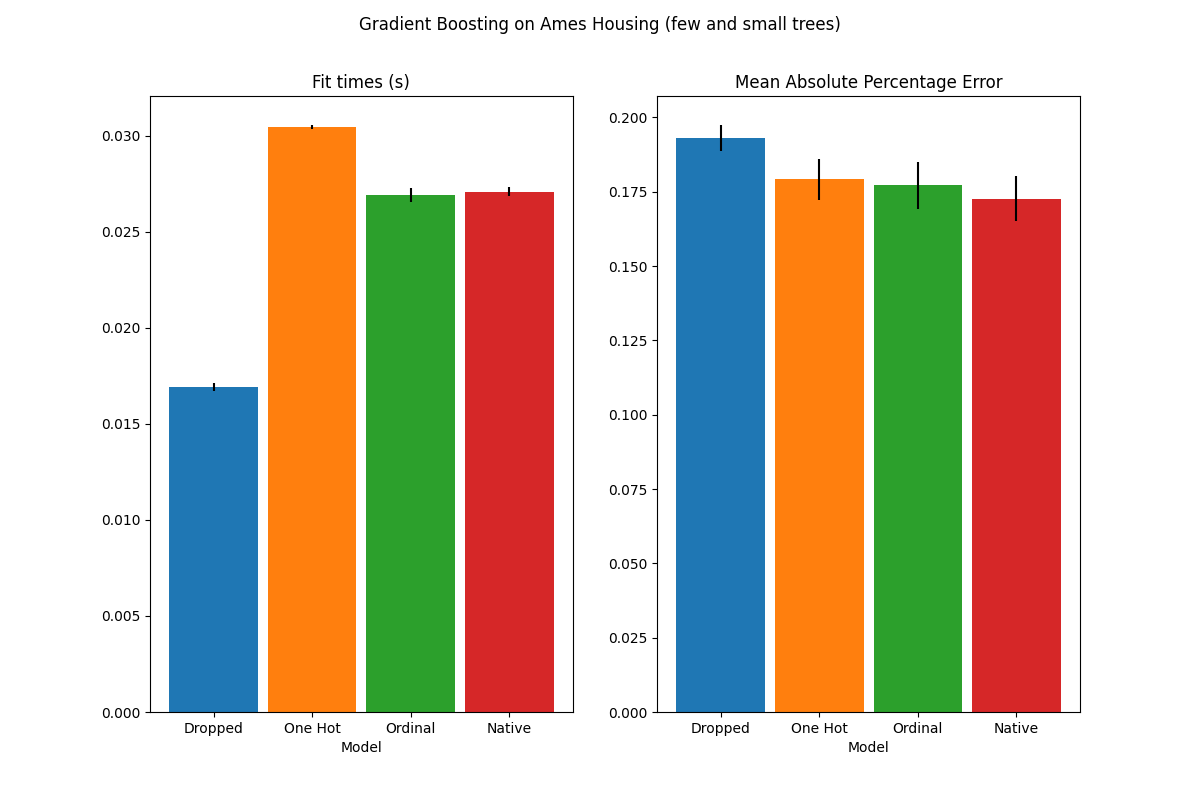 Gradient Boosting on Ames Housing (few and small trees)
Fit times (s)
0.030
0.025
0.020
0.015
0.010
0.005
0.000
Dropped One Hot Ordinal Native
Model
Mean Absolute Percentage Error
0.200
0.175
0.150
0.125
0.100
0.075
0.050
0.025
0.000
Dropped One Hot Ordinal Native
Model